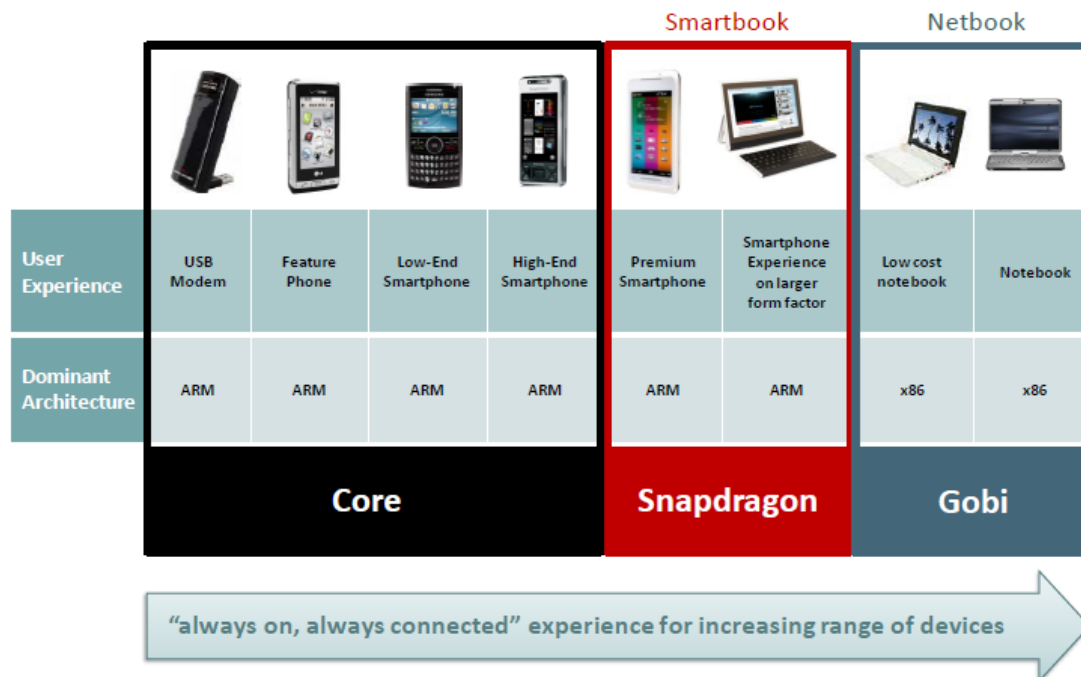 Smartbook
Netbook
User
Experience
USB
Modem
Feature
Phone
Low-End
Smartphone
High-End
Smartphone
Premium
Smartphone
Smartphone
Experience
on larger
form factor
Low cost
notebook
Notebook
Dominant
Architecture
ARM
ARM
ARM
ARM
ARM
ARM
x86
x86
Core
Snapdragon
Gobi
“always on, always connected” experience for increasing range of devices